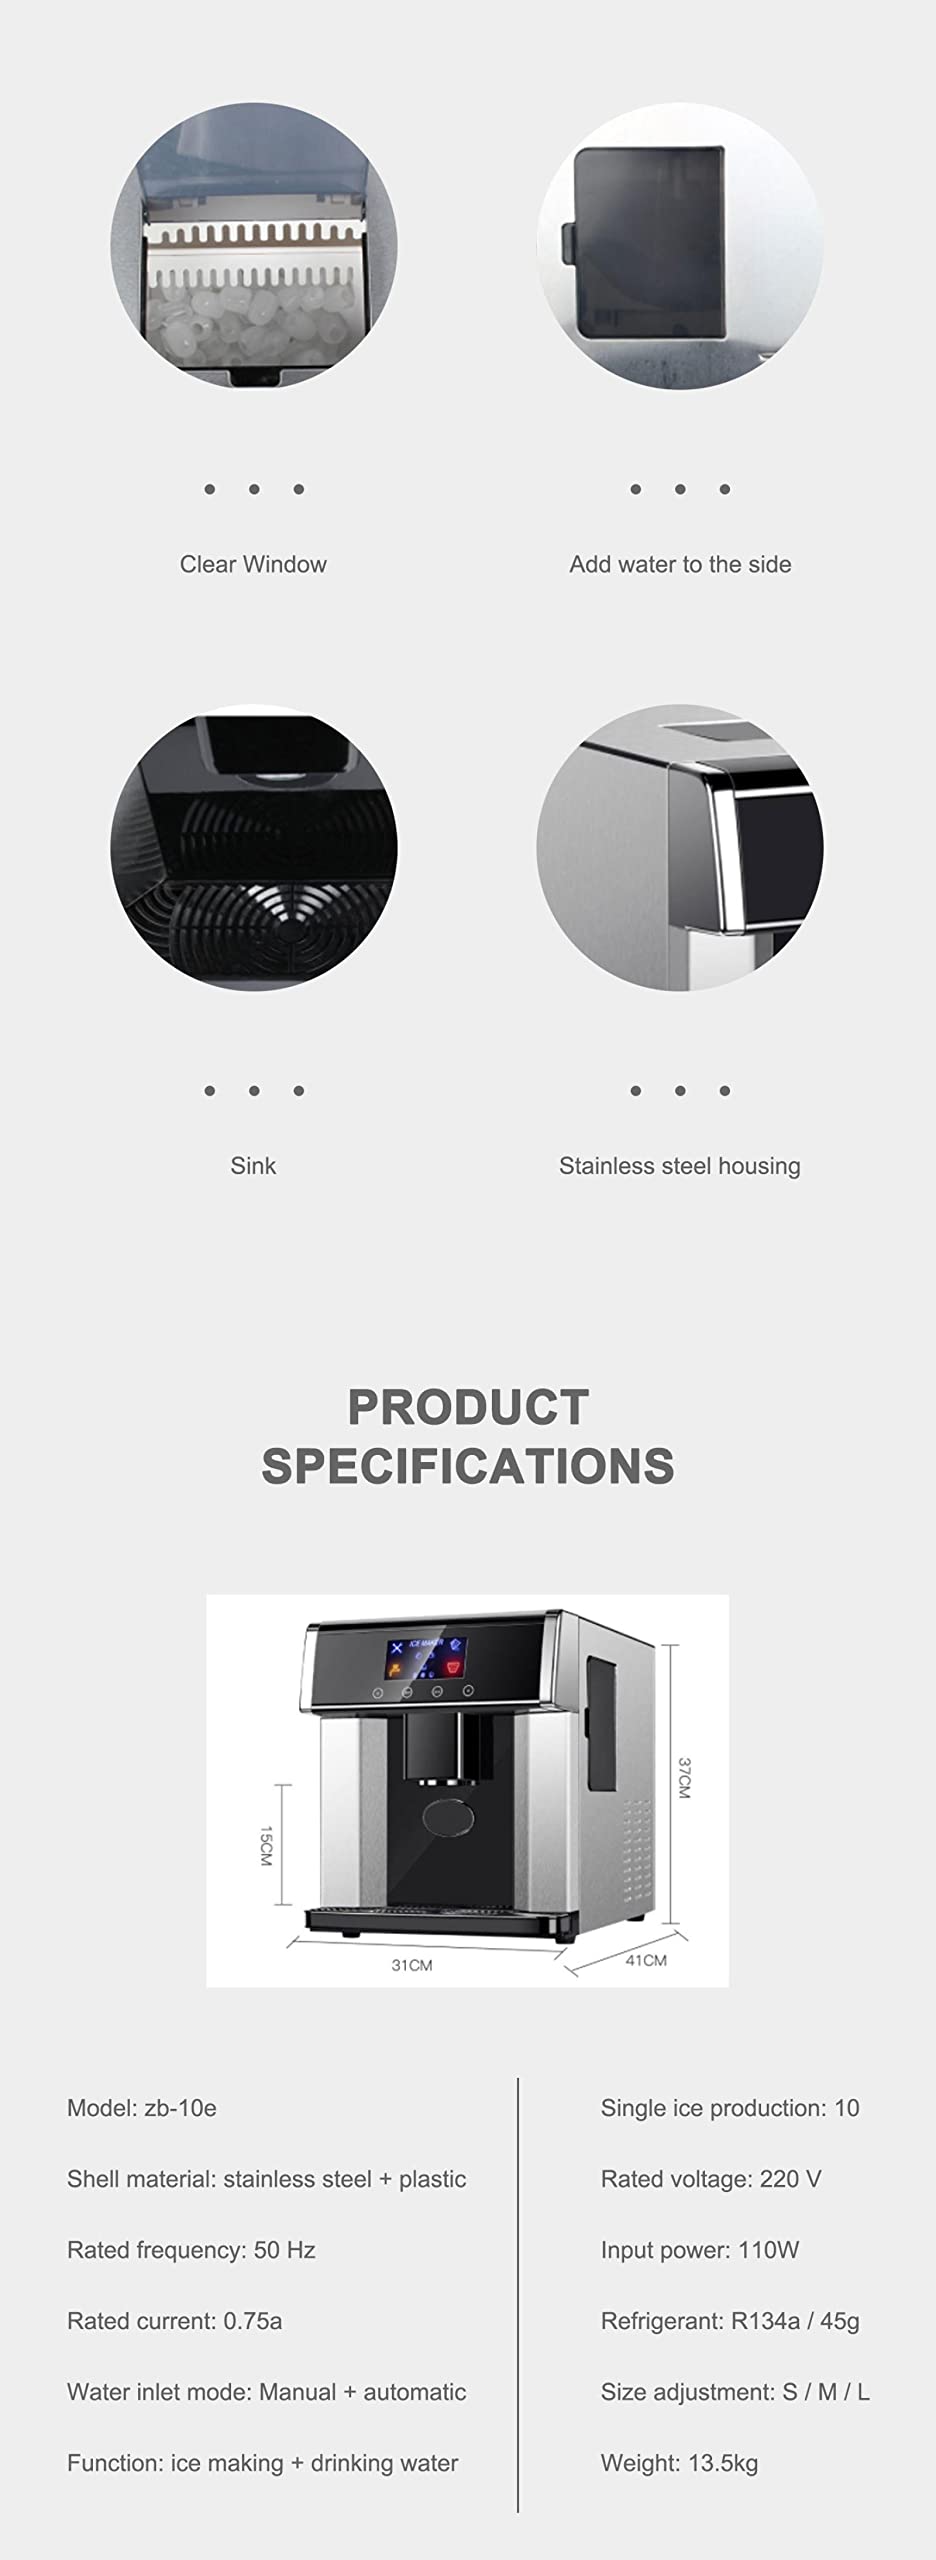 Clear Window
Add water to the side
Sink
Stainless steel housing
PRODUCT
SPECIFICATIONS
ICE MAKER
37CM
15CM
31CM
41CM
Model: zb-10e
Shell material: stainless steel + plastic
Rated frequency: 50 Hz
Rated current: 0.75a
Water inlet mode: Manual + automatic
Function: ice making + drinking water
Single ice production: 10
Rated voltage: 220 V
Input power: 110W
Refrigerant: R134a / 45g
Size adjustment: S / M / L
Weight: 13.5kg